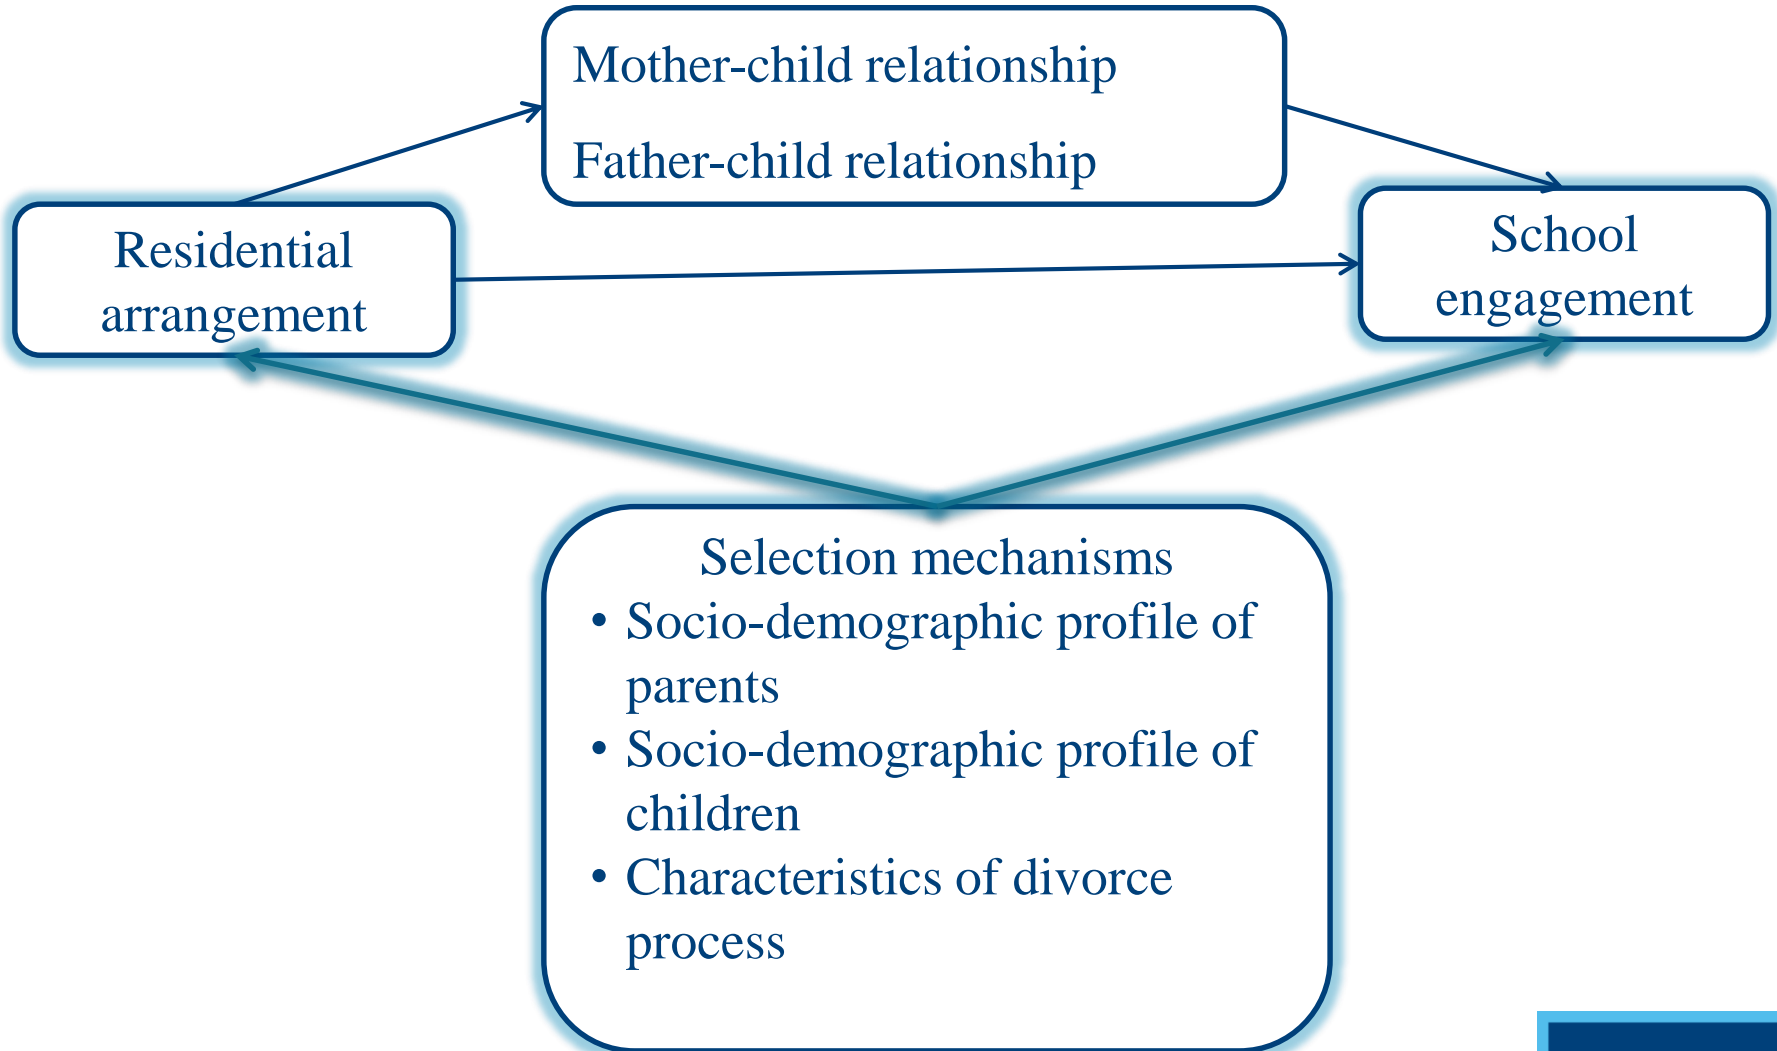 Mother-child relationship
Father-child relationship
Residential
arrangement
School
engagement
Selection mechanisms
• Socio-demographic profile of
parents
• Socio-demographic profile of
children
• Characteristics of divorce
process